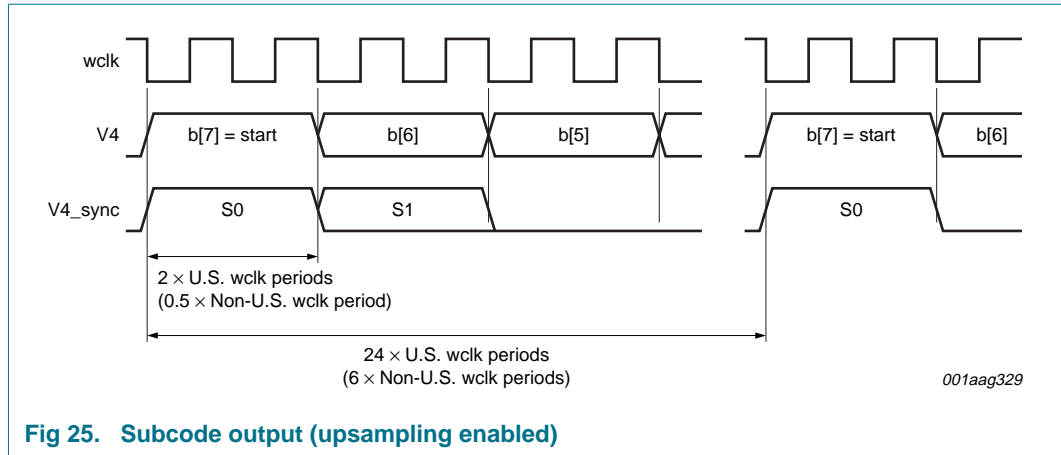 wclk
V4
b[7] = start
b[6]
b[5]
b[7] = start
b[6]
V4_sync
S0
S1
S0
2 × U.S. wclk periods
(0.5 × Non-U.S. wclk period)
24 × U.S. wclk periods
(6 × Non-U.S. wclk periods)
001aag329
Fig 25. Subcode output (upsampling enabled)